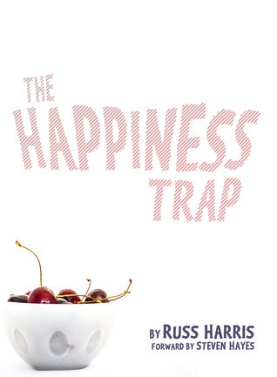 THE
HAPPINESS
TRAP
BY RUSS HARRIS
FORWARD BY STEVEN HAYES